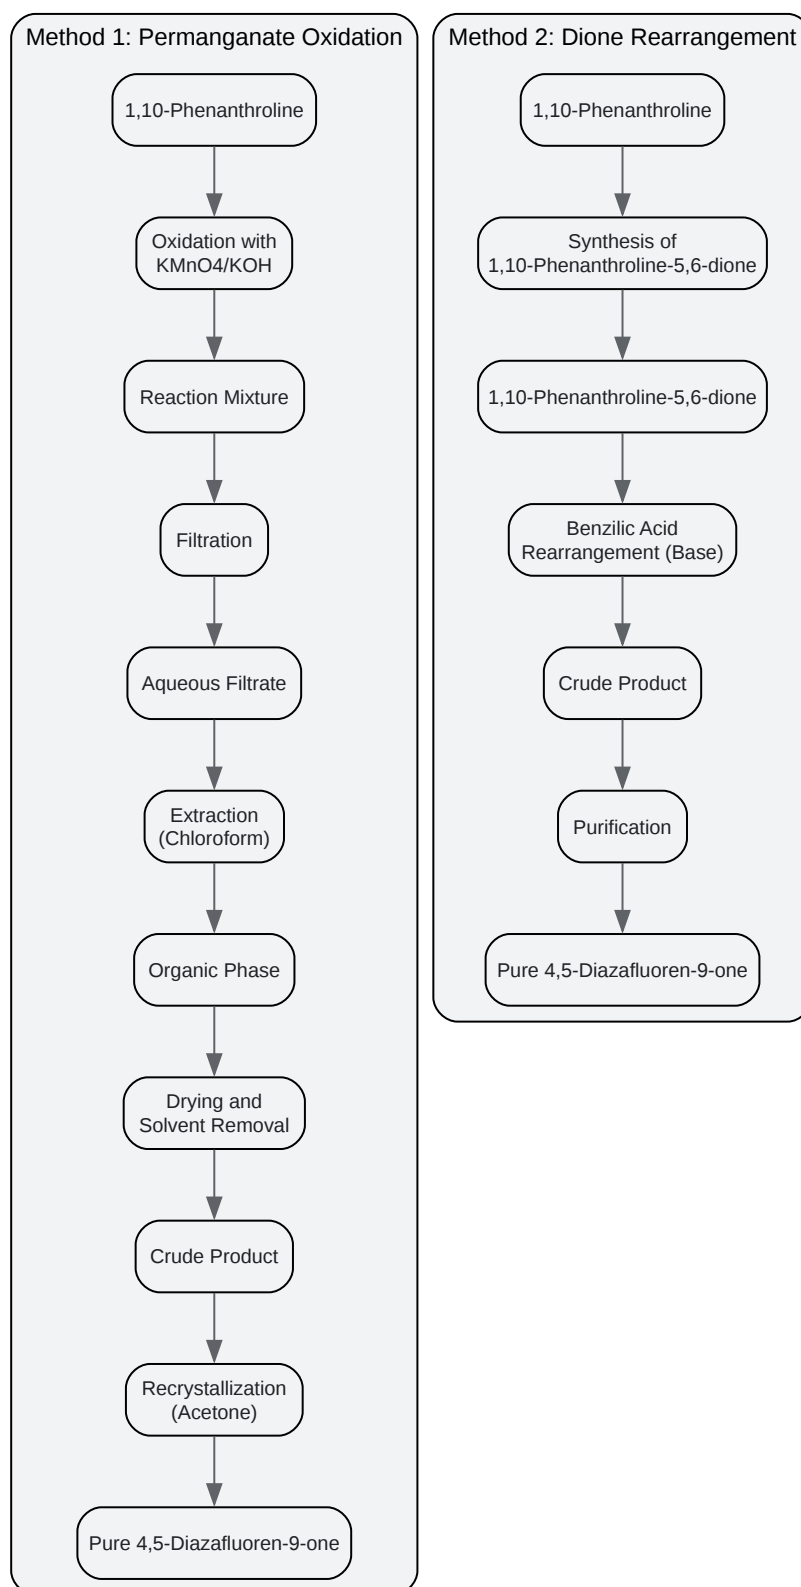 Method 1: Permanganate Oxidation
1,10-Phenanthroline
Oxidation with
KMnO4/KOH
Reaction Mixture
Filtration
Aqueous Filtrate
Extraction
(Chloroform)
Organic Phase
Drying and
Solvent Removal
Crude Product
Recrystallization
(Acetone)
Pure 4,5-Diazafluoren-9-one
Method 2: Dione Rearrangement
1,10-Phenanthroline
Synthesis of
1,10-Phenanthroline-5,6-dione
1,10-Phenanthroline-5,6-dione
Benzilic Acid
Rearrangement (Base)
Crude Product
Purification
Pure 4,5-Diazafluoren-9-one